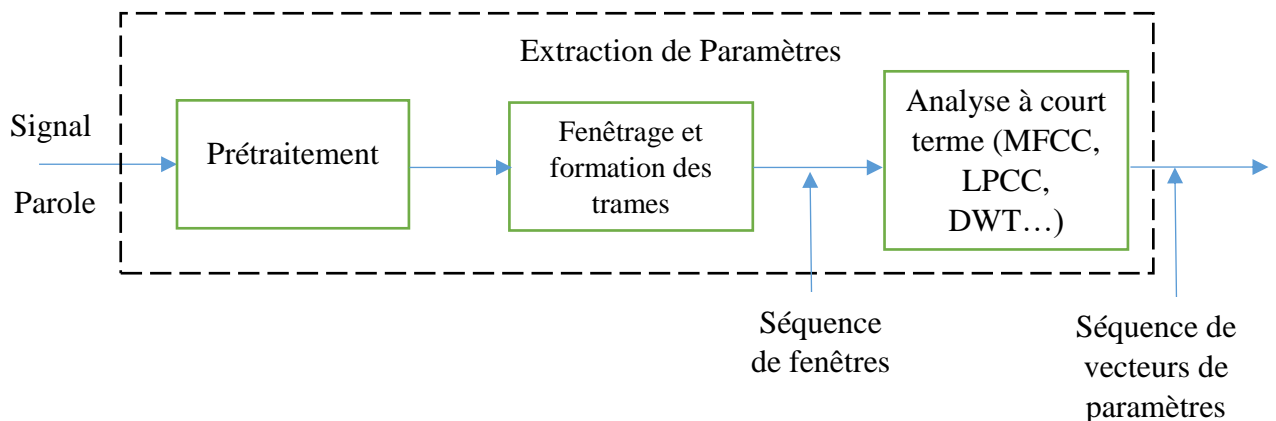 Extraction de Paramètres
Signal
Parole
Prétraitement
Fenêtrage et
formation des
trames
Analyse à court
terme (MFCC,
LPCC,
DWT…)
Séquence
de fenêtres
Séquence de
vecteurs de
paramètres